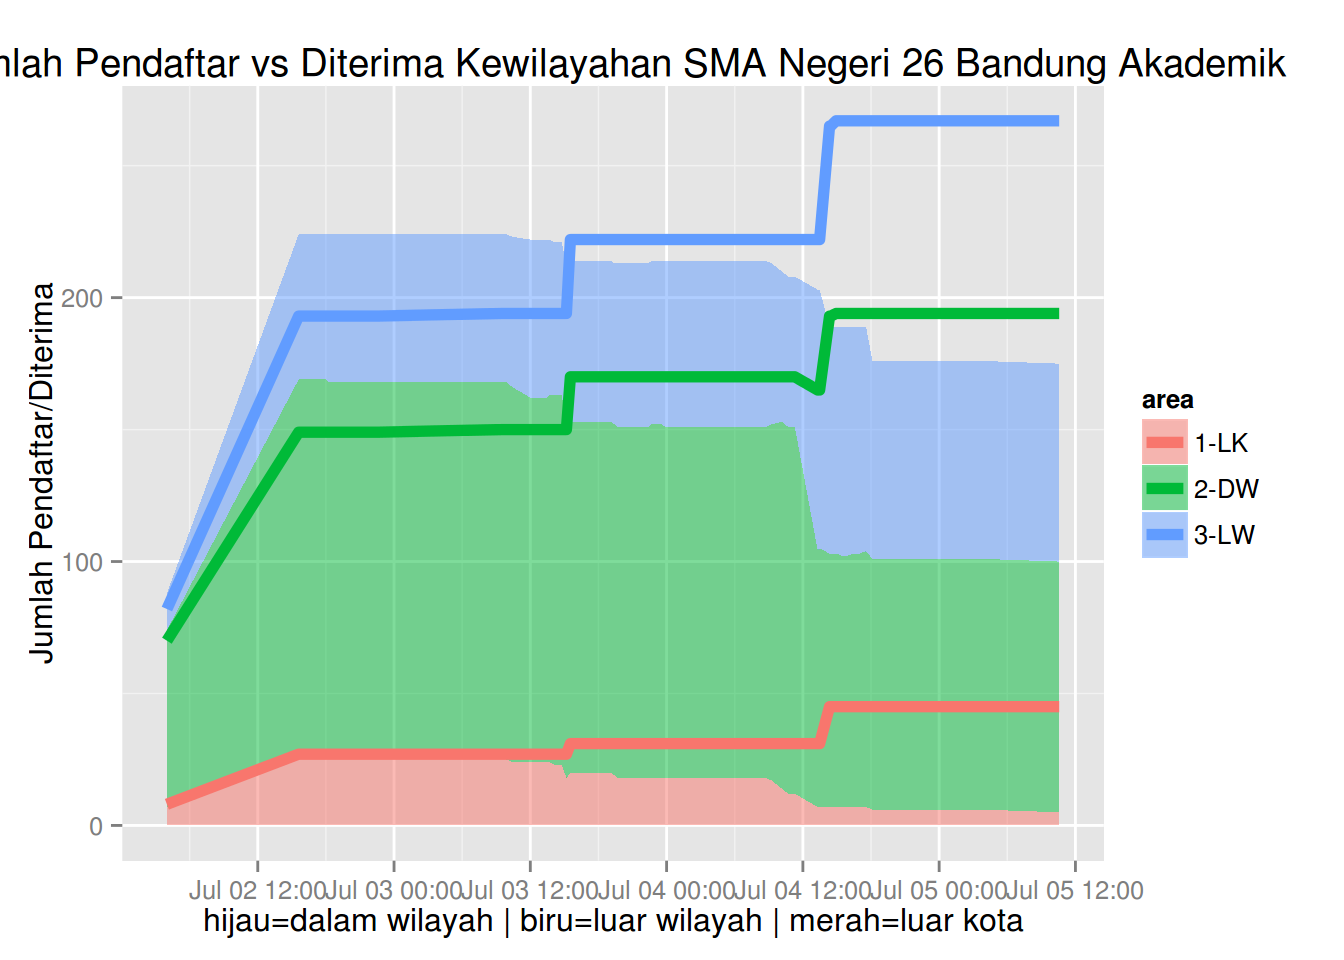 mlah Pendaftar vs Diterima Kewilayahan SMA Negeri 26 Bandung Akademik
Jumlah Pendaftar/Diterima
200
100
0
area
1-LK
2-DW
3-LW
Jul 02 12:00 Jul 03 00:00 Jul 03 12:00 Jul 04 00:00 Jul 04 12:00 Jul 05 00:00 Jul 05 12:00
hijau=dalam wilayah | biru=luar wilayah | merah=luar kota